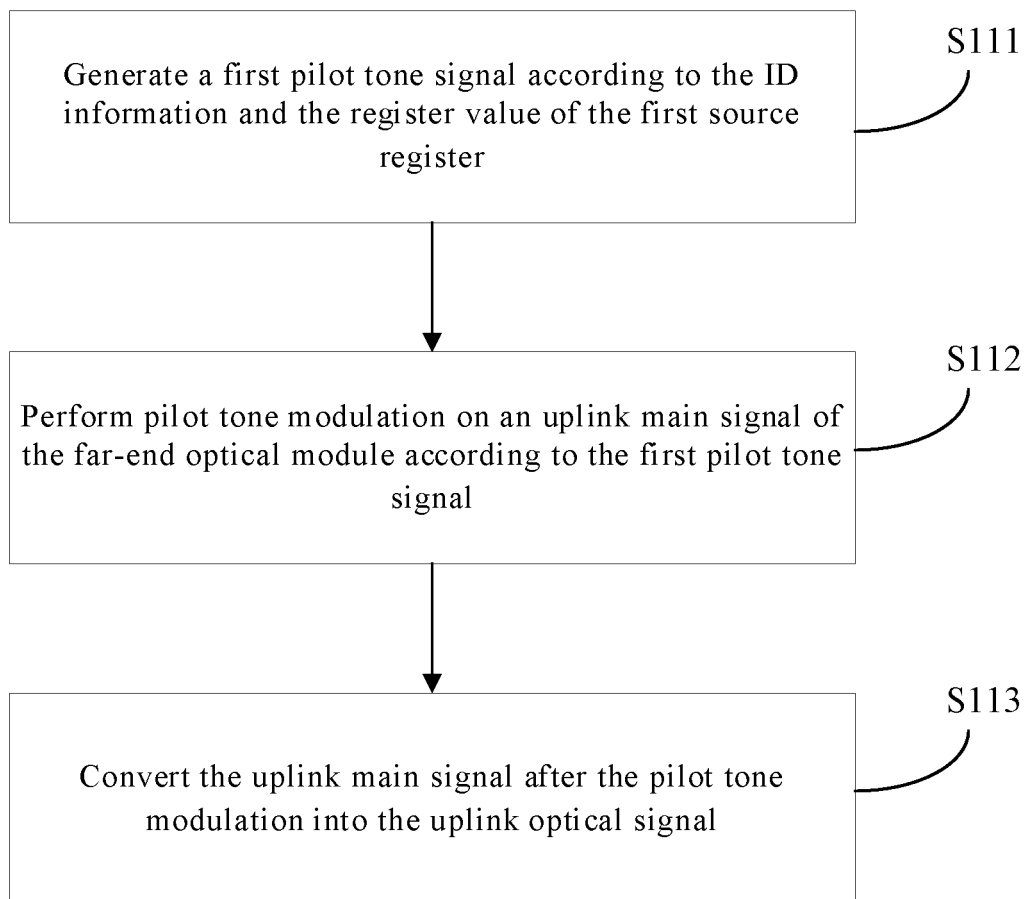 S111
Generate a first pilot tone signal according to the ID
information and the register value of the first source
register
S112
Perform pilot tone modulation on an uplink main signal of
the far-end optical module according to the first pilot tone
signal
S113
Convert the uplink main signal after the pilot tone
modulation into the uplink optical signal